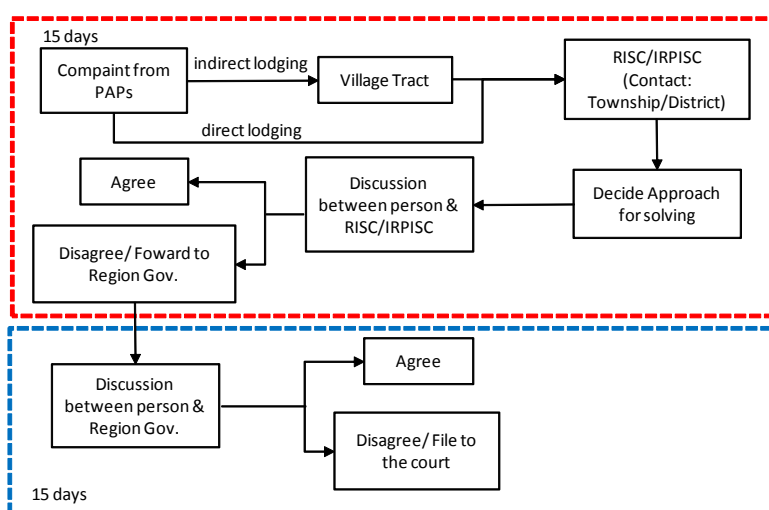 15 days
Compaint from
PAPs
indirect lodging
Village Tract
RISC/IRPISC
(Contact:
Township/District)
direct lodging
Agree
Discussion
between person &
RISC/IRPISC
Decide Approach
for solving
Disagree/ Foward to
Region Gov.
Discussion
between person &
Region Gov.
Agree
Disagree/ File to
the court
15 days